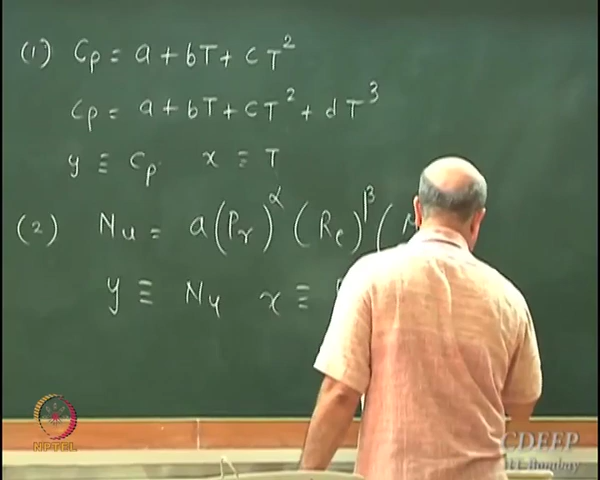 (1) Cp = a + bT + cT²
Cp = a + bT + cT² + dT³
y ≡ Cp x ≡ T
(2) Nu = a (Pr)^α (Re)^β (
y ≡ Nu x ≡
NPTEL
CDEEP
IIT Bombay